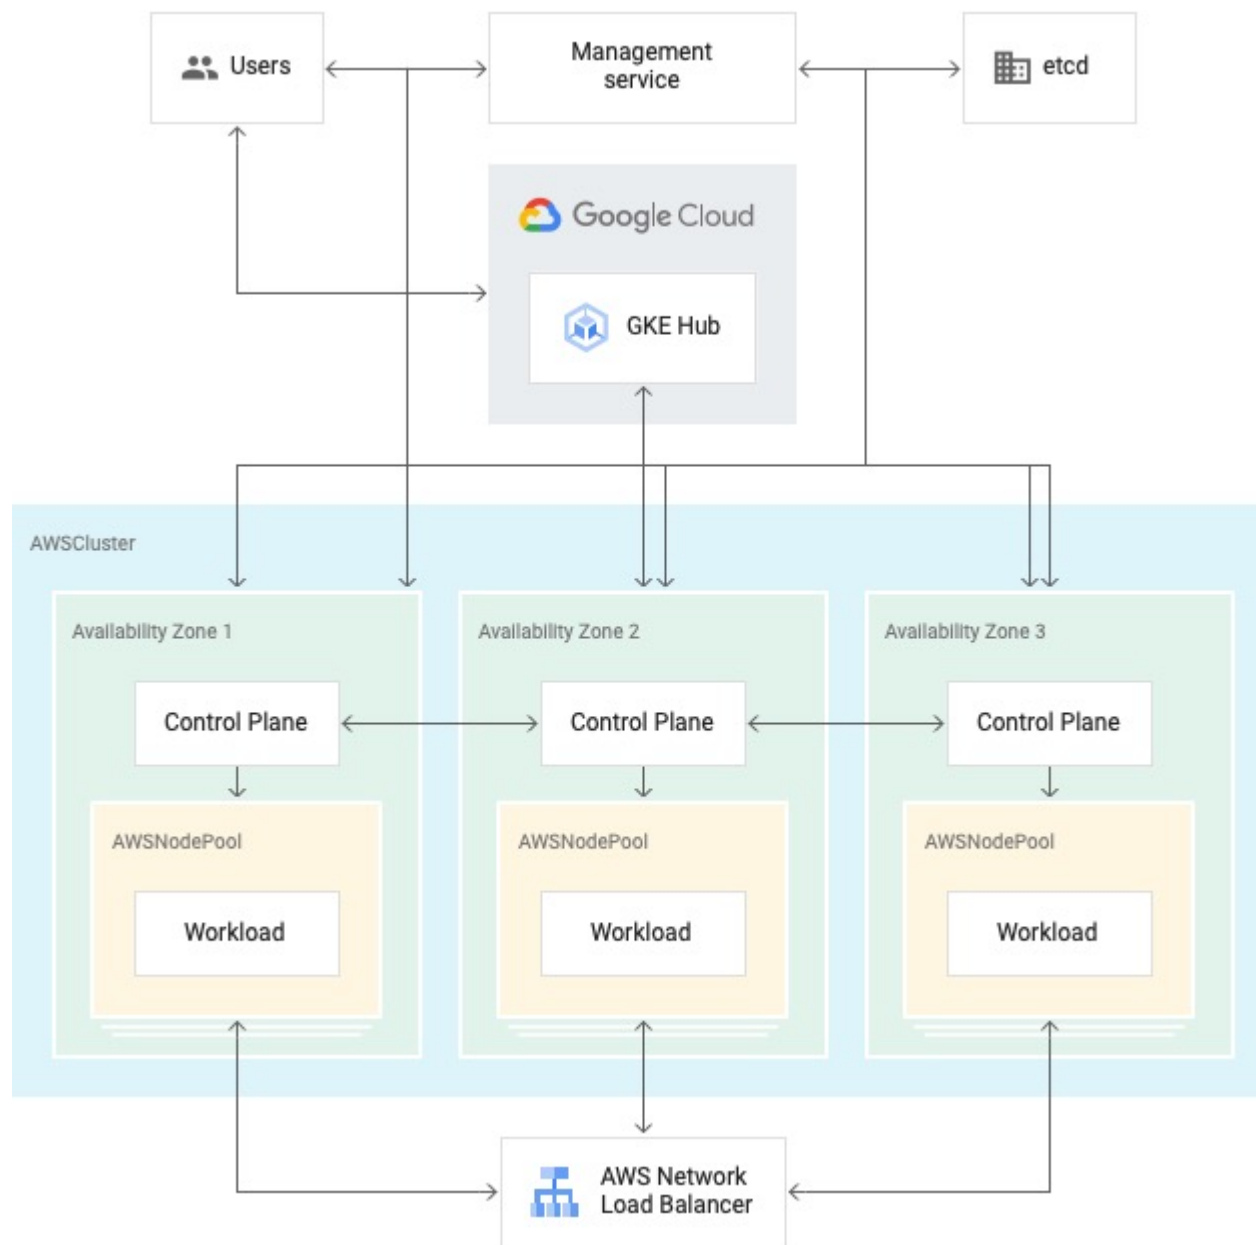 Users
Management
service
etcd
Google Cloud
GKE Hub
AWSCluster
Availability Zone 1
Availability Zone 2
Availability Zone 3
Control Plane
Control Plane
Control Plane
AWSNodePool
AWSNodePool
AWSNodePool
Workload
Workload
Workload
AWS Network
Load Balancer